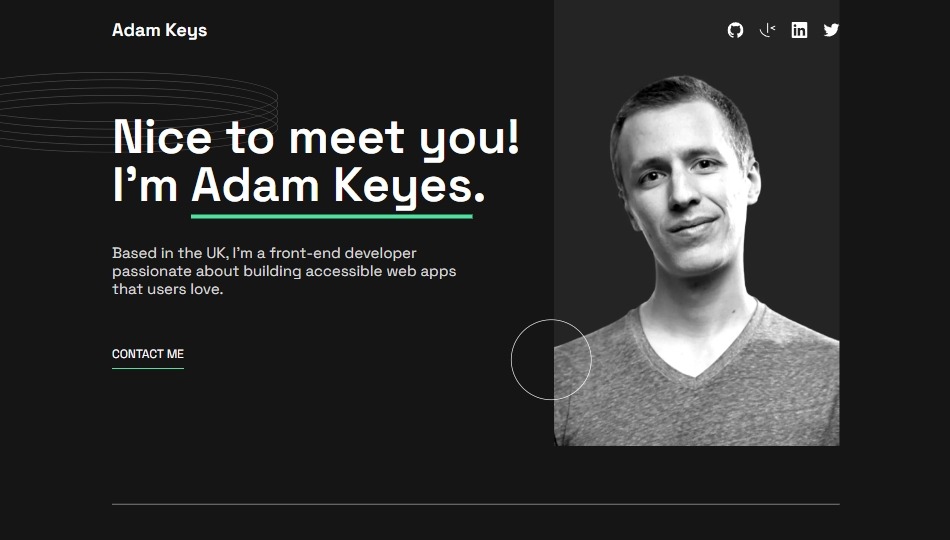 Adam Keys
Nice to meet you!
I’m Adam Keyes.
Based in the UK, I’m a front-end developer
passionate about building accessible web apps
that users love.
CONTACT ME